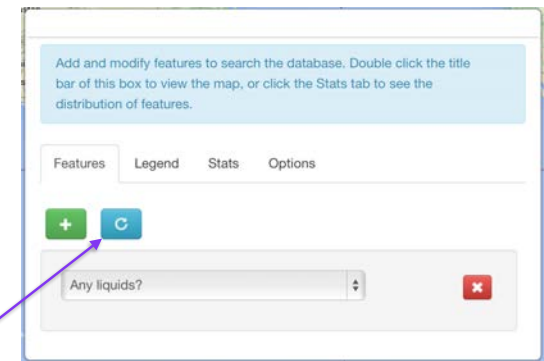 Add and modify features to search the database. Double click the title
bar of this box to view the map, or click the Stats tab to see the
distribution of features.
Features Legend Stats Options
Any liquids?